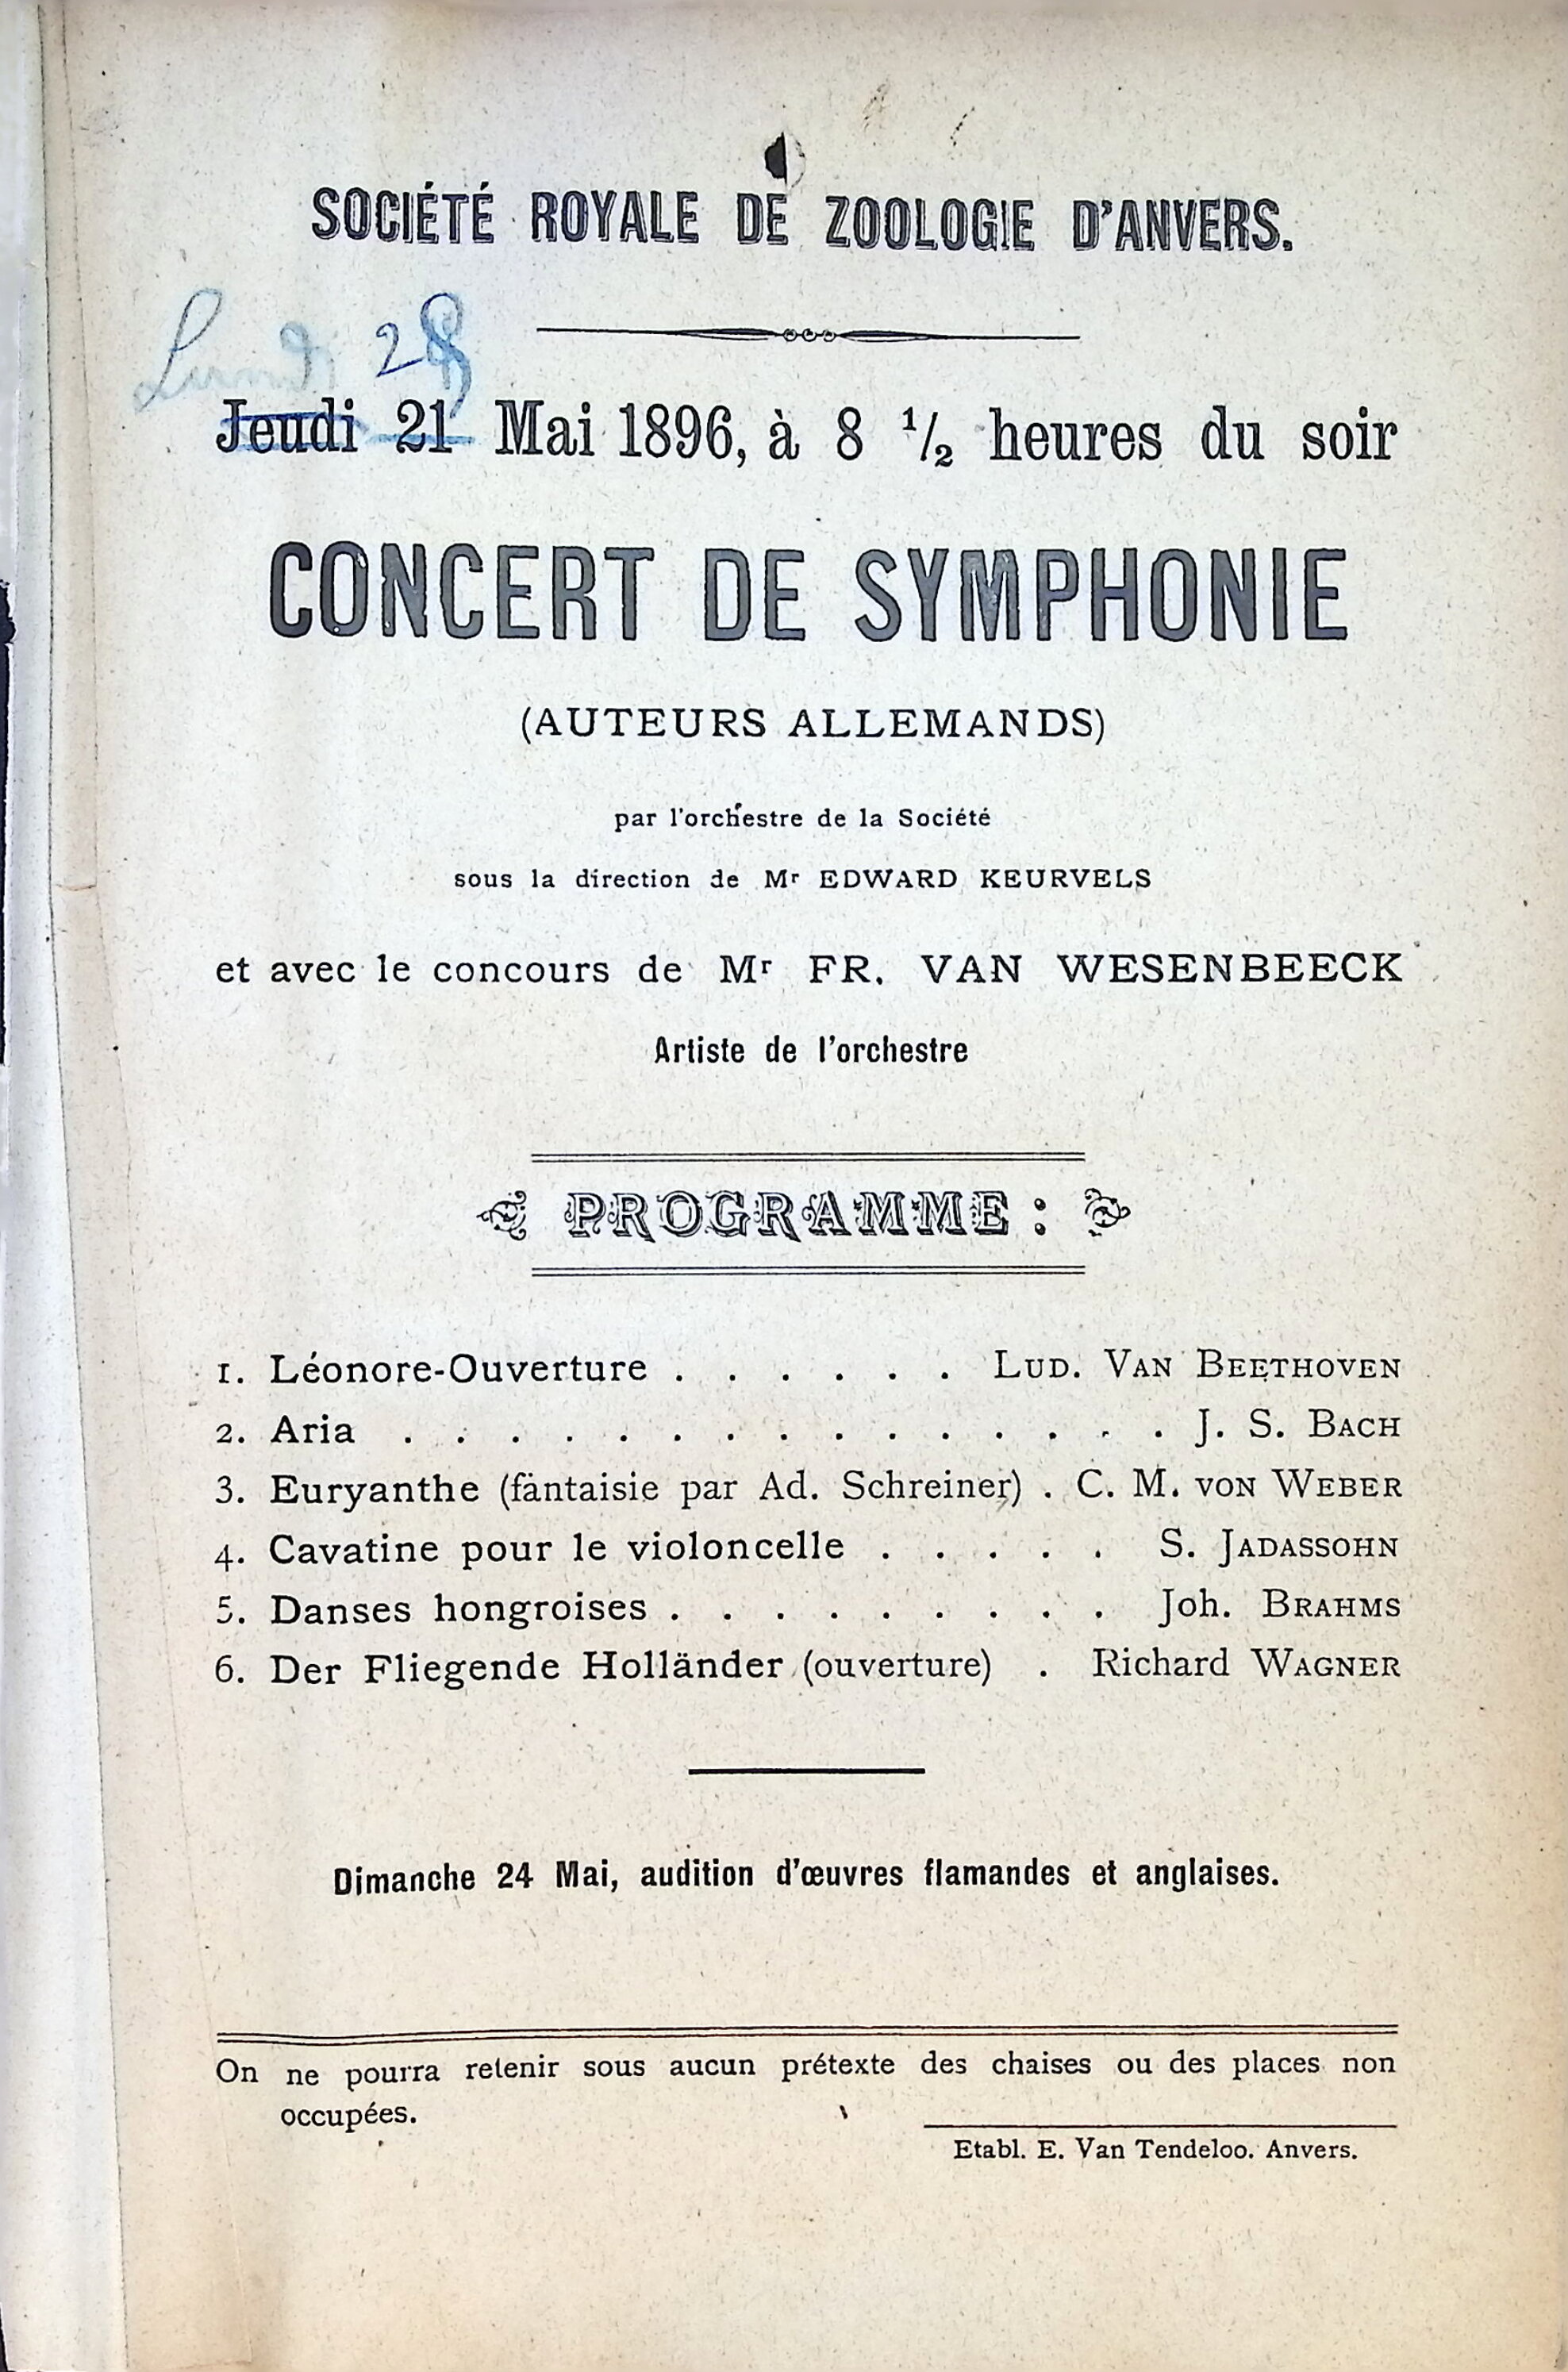 SOCIÉTÉ ROYALE DE ZOOLOGIE D'ANVERS.
Lundi
Jeudi 21 Mai 1896, à 8 1/2 heures du soir
CONCERT DE SYMPHONIE
(AUTEURS ALLEMANDS)
par l'orchestre de la Société
sous la direction de Mr EDWARD KEURVELS
et avec le concours de Mr FR. VAN WESENBEECK
Artiste de l'orchestre
PROGRAMME :
1. Léonore-Ouverture . . . . . . LUD. VAN BEETHOVEN
2. Aria . . . . . . . . . . . . . . . J. S. BACH
3. Euryanthe (fantaisie par Ad. Schreiner) . C. M. VON WEBER
4. Cavatine pour le violoncelle . . . . . S. JADASSOHN
5. Danses hongroises . . . . . . . . . Joh. BRAHMS
6. Der Fliegende Holländer (ouverture) . Richard WAGNER
Dimanche 24 Mai, audition d'œuvres flamandes et anglaises.
On ne pourra retenir sous aucun prétexte des chaises ou des places non
occupées.
Etabl. E. Van Tendeloo. Anvers.